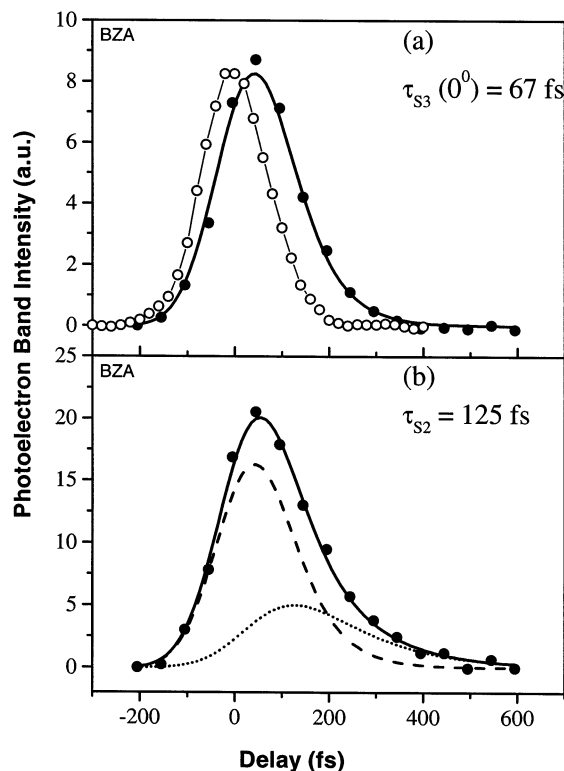 BZA
(a)
τS3 (0⁰) = 67 fs
10
8
6
4
2
0
Photoelectron Band Intensity (a.u.)
BZA
(b)
τS2 = 125 fs
25
20
15
10
5
0
-200 0 200 400 600
Delay (fs)